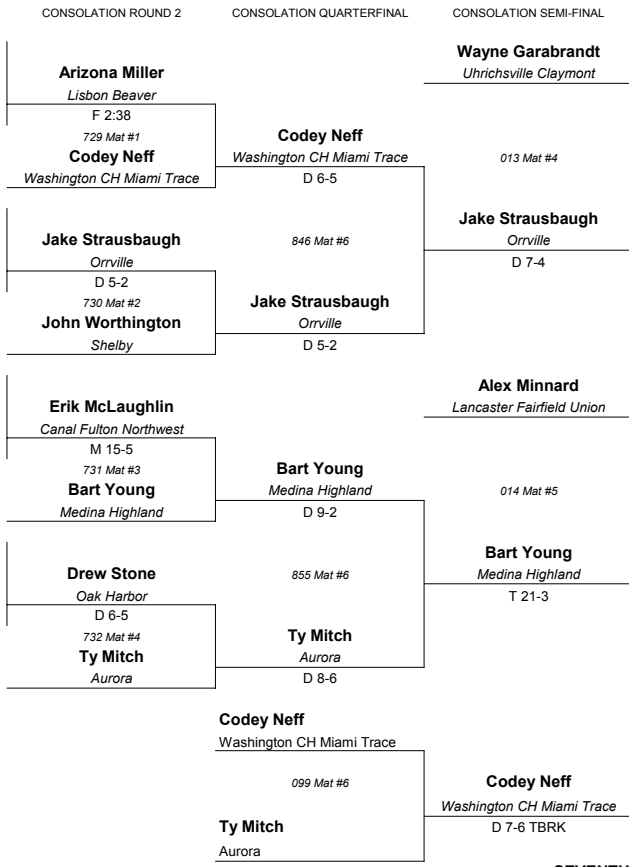 CONSOLATION ROUND 2
CONSOLATION QUARTERFINAL
CONSOLATION SEMI-FINAL
Arizona Miller
Lisbon Beaver
F 2:38
729 Mat #1
Codey Neff
Washington CH Miami Trace
Jake Strausbaugh
Orrville
D 5-2
730 Mat #2
John Worthington
Shelby
Erik McLaughlin
Canal Fulton Northwest
M 15-5
731 Mat #3
Bart Young
Medina Highland
Drew Stone
Oak Harbor
D 6-5
732 Mat #4
Ty Mitch
Aurora
Codey Neff
Washington CH Miami Trace
D 6-5
846 Mat #6
Jake Strausbaugh
Orrville
D 5-2
Bart Young
Medina Highland
D 9-2
855 Mat #6
Ty Mitch
Aurora
D 8-6
Wayne Garabrandt
Uhrichsville Claymont
013 Mat #4
Jake Strausbaugh
Orrville
D 7-4
Alex Minnard
Lancaster Fairfield Union
014 Mat #5
Bart Young
Medina Highland
T 21-3
Codey Neff
Washington CH Miami Trace
099 Mat #6
Ty Mitch
Aurora
Codey Neff
Washington CH Miami Trace
D 7-6 TBRK